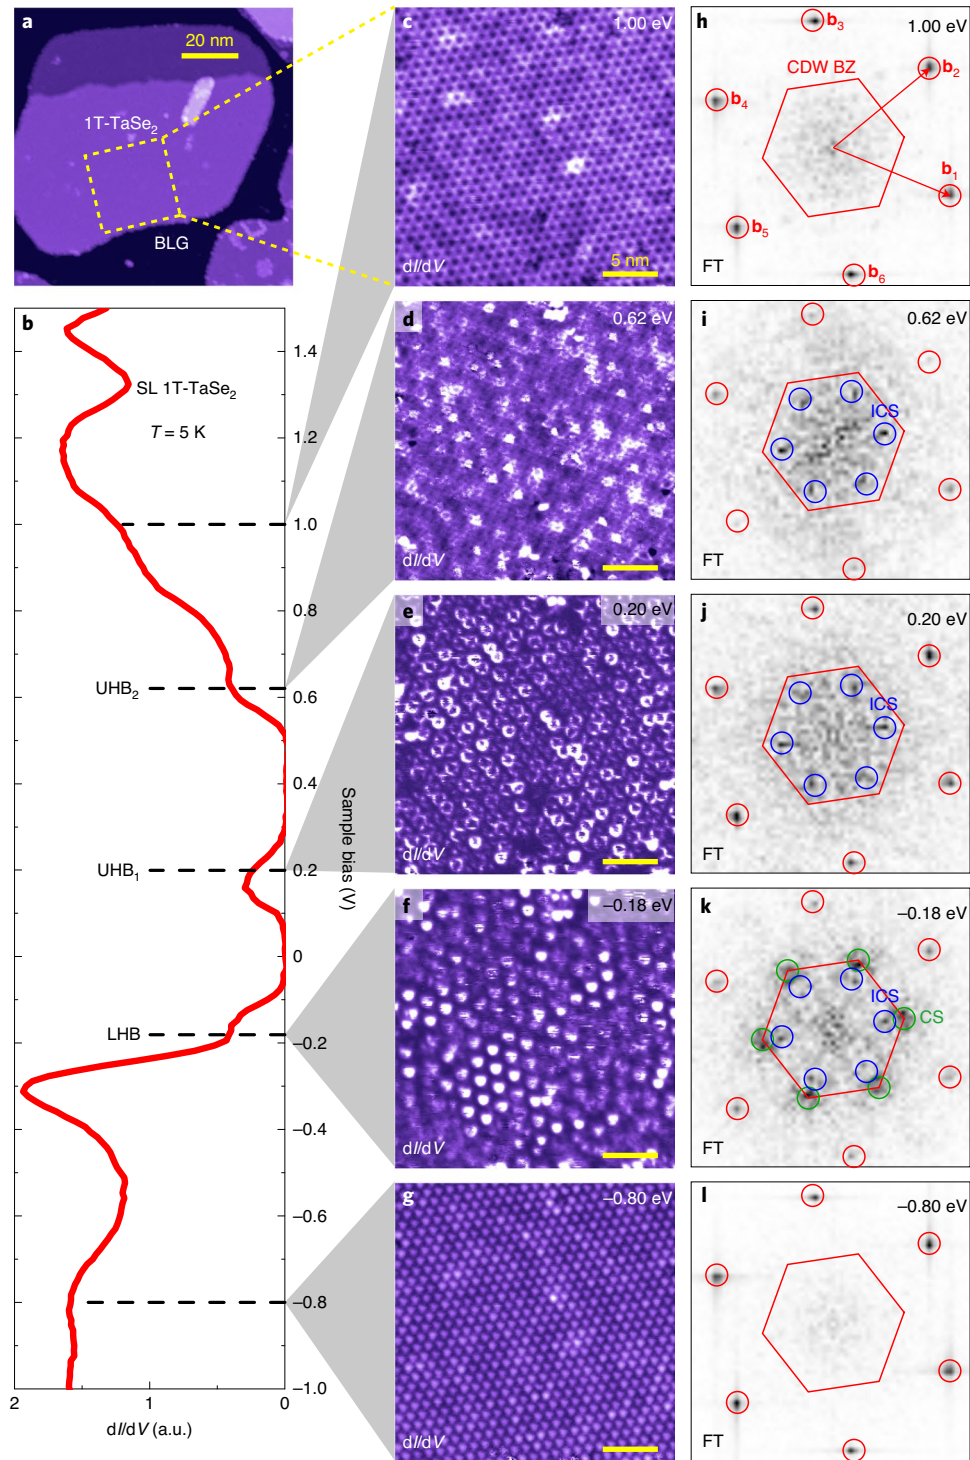 a
20 nm
1T-TaSe₂
BLG
b
SL 1T-TaSe₂
T = 5 K
UHB₂
UHB₁
LHB
1.4
1.2
1.0
0.8
0.6
0.4
0.2
0
−0.2
−0.4
−0.6
−0.8
−1.0
Sample bias (V)
2
1
0
dI/dV (a.u.)
c
1.00 eV
dI/dV
5 nm
d
0.62 eV
dI/dV
e
0.20 eV
f
−0.18 eV
dI/dV
g
−0.80 eV
dI/dV
h
1.00 eV
b₃
b₂
CDW BZ
b₄
b₁
b₅
b₆
FT
i
0.62 eV
ICS
FT
j
0.20 eV
ICS
FT
k
−0.18 eV
ICS
CS
l
−0.80 eV
FT